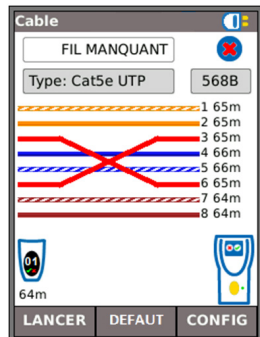 Cable
FIL MANQUANT
Type: Cat5e UTP
568B
1 65m
2 65m
3 65m
4 66m
5 66m
6 65m
7 64m
8 64m
01
64m
LANCER DEFAUT CONFIG